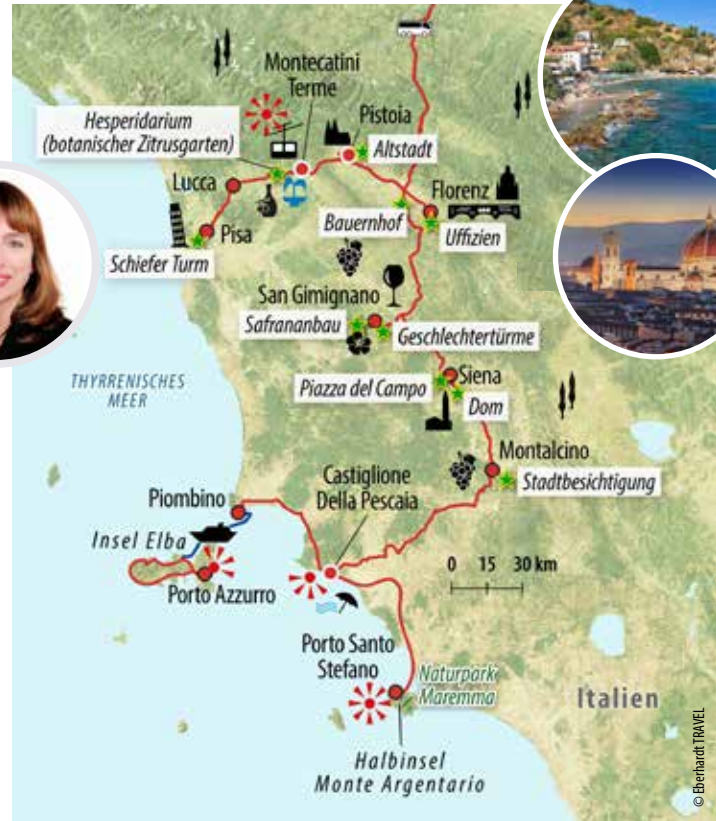 Montecatini
Terme
Hesperidarium
(botanischer Zitrusgarten)
Pistoia
Altstadt
Lucca
Florenz
Bauernhof
Uffizien
Pisa
Schiefer Turm
San Gimignano
Safrananbau
Geschlechtertürme
THYRRENISCHES
MEER
Siena
Piazza del Campo
Dom
Montalcino
Stadtbesichtigung
Castiglione
Della Pescaia
Piombino
Insel Elba
0 15 30 km
Porto Azzurro
Porto Santo
Stefano
Naturpark
Maremma
Italien
Halbinsel
Monte Argentario
© Eberhardt TRAVEL